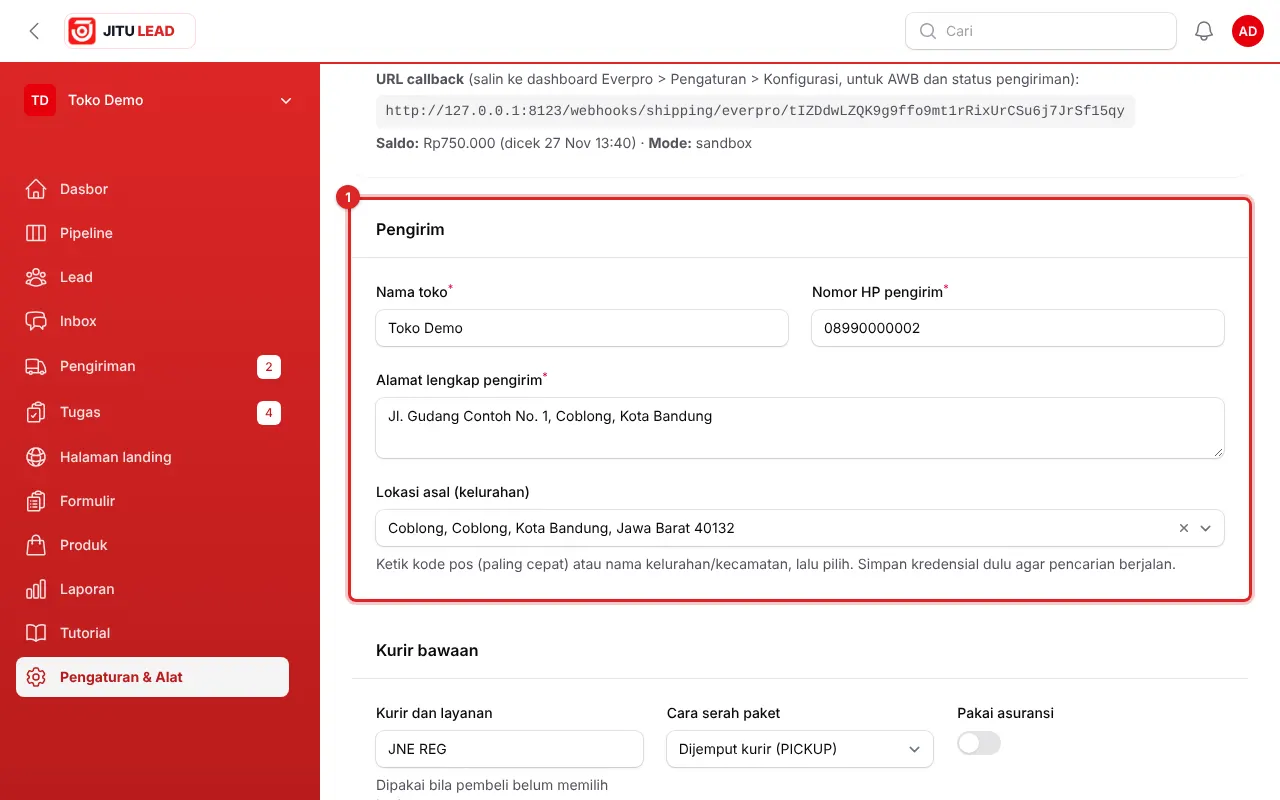 JITU LEAD
Cari
AD
TD
Toko Demo
Dasbor
Pipeline
Lead
Inbox
Pengiriman
2
Tugas
4
Halaman landing
Formulir
Produk
Laporan
Tutorial
Pengaturan & Alat
URL callback (salin ke dashboard Everpro > Pengaturan > Konfigurasi, untuk AWB dan status pengiriman):
http://127.0.0.1:8123/webhooks/shipping/everpro/tIZDdwLZQK9g9ffo9mt1rRixUrCSu6j7JrSf15qy
Saldo: Rp750.000 (dicek 27 Nov 13:40) · Mode: sandbox
1
Pengirim
Nama toko*
Nomor HP pengirim*
Toko Demo
08990000002
Alamat lengkap pengirim*
Jl. Gudang Contoh No. 1, Coblong, Kota Bandung
Lokasi asal (kelurahan)
Coblong, Coblong, Kota Bandung, Jawa Barat 40132
Ketik kode pos (paling cepat) atau nama kelurahan/kecamatan, lalu pilih. Simpan kredensial dulu agar pencarian berjalan.
Kurir bawaan
Kurir dan layanan
Cara serah paket
Pakai asuransi
JNE REG
Dijemput kurir (PICKUP)
Dipakai bila pembeli belum memilih